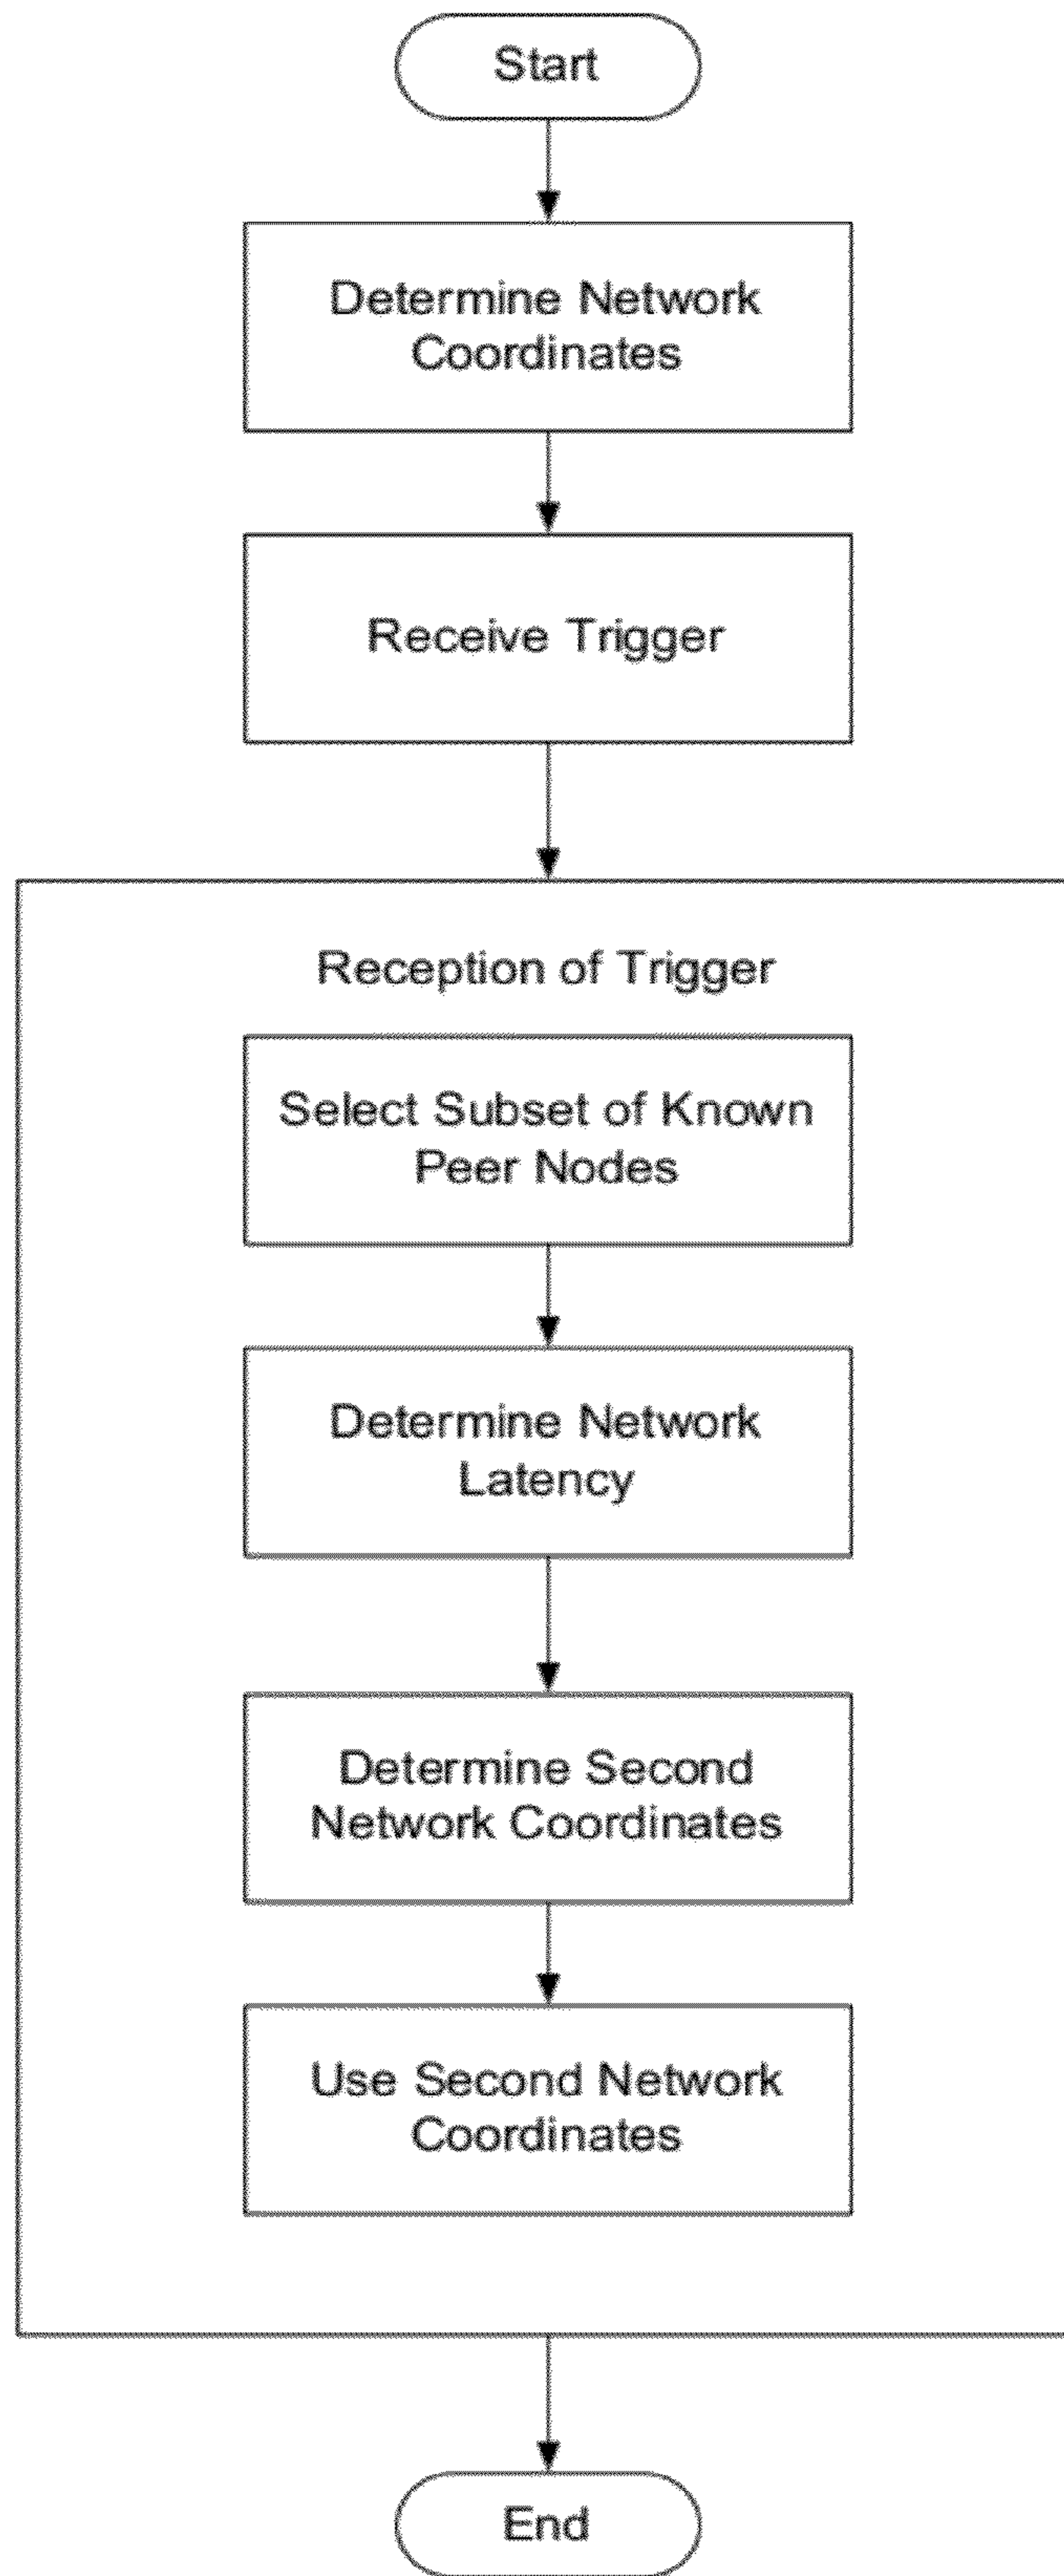 Start
Determine Network
Coordinates
Receive Trigger
Reception of Trigger
Select Subset of Known
Peer Nodes
Determine Network
Latency
Determine Second
Network Coordinates
Use Second Network
Coordinates
End